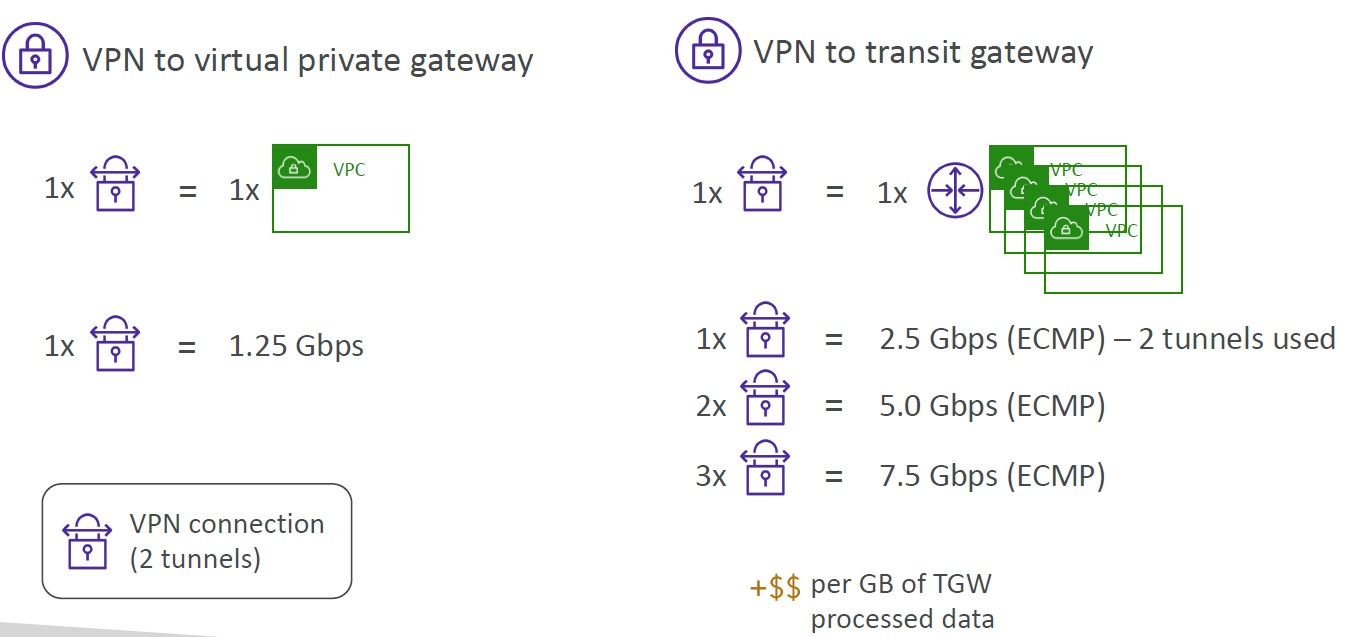 VPN to virtual private gateway
1x = 1x VPC
1x = 1.25 Gbps
VPN connection
(2 tunnels)
VPN to transit gateway
1x = 1x VPC
VPC
VPC
VPC
1x = 2.5 Gbps (ECMP) – 2 tunnels used
2x = 5.0 Gbps (ECMP)
3x = 7.5 Gbps (ECMP)
+$$ per GB of TGW
processed data